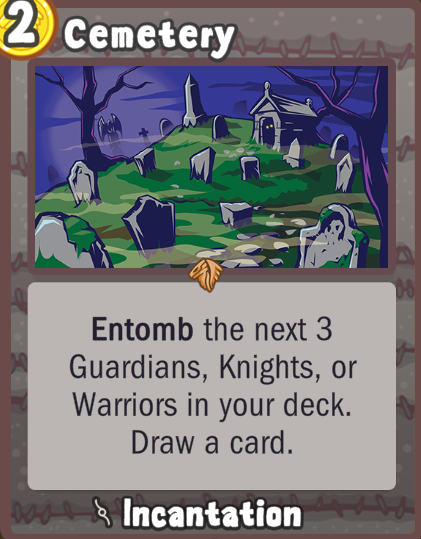 2
Cemetery
Entomb the next 3
Guardians, Knights, or
Warriors in your deck.
Draw a card.
Incantation